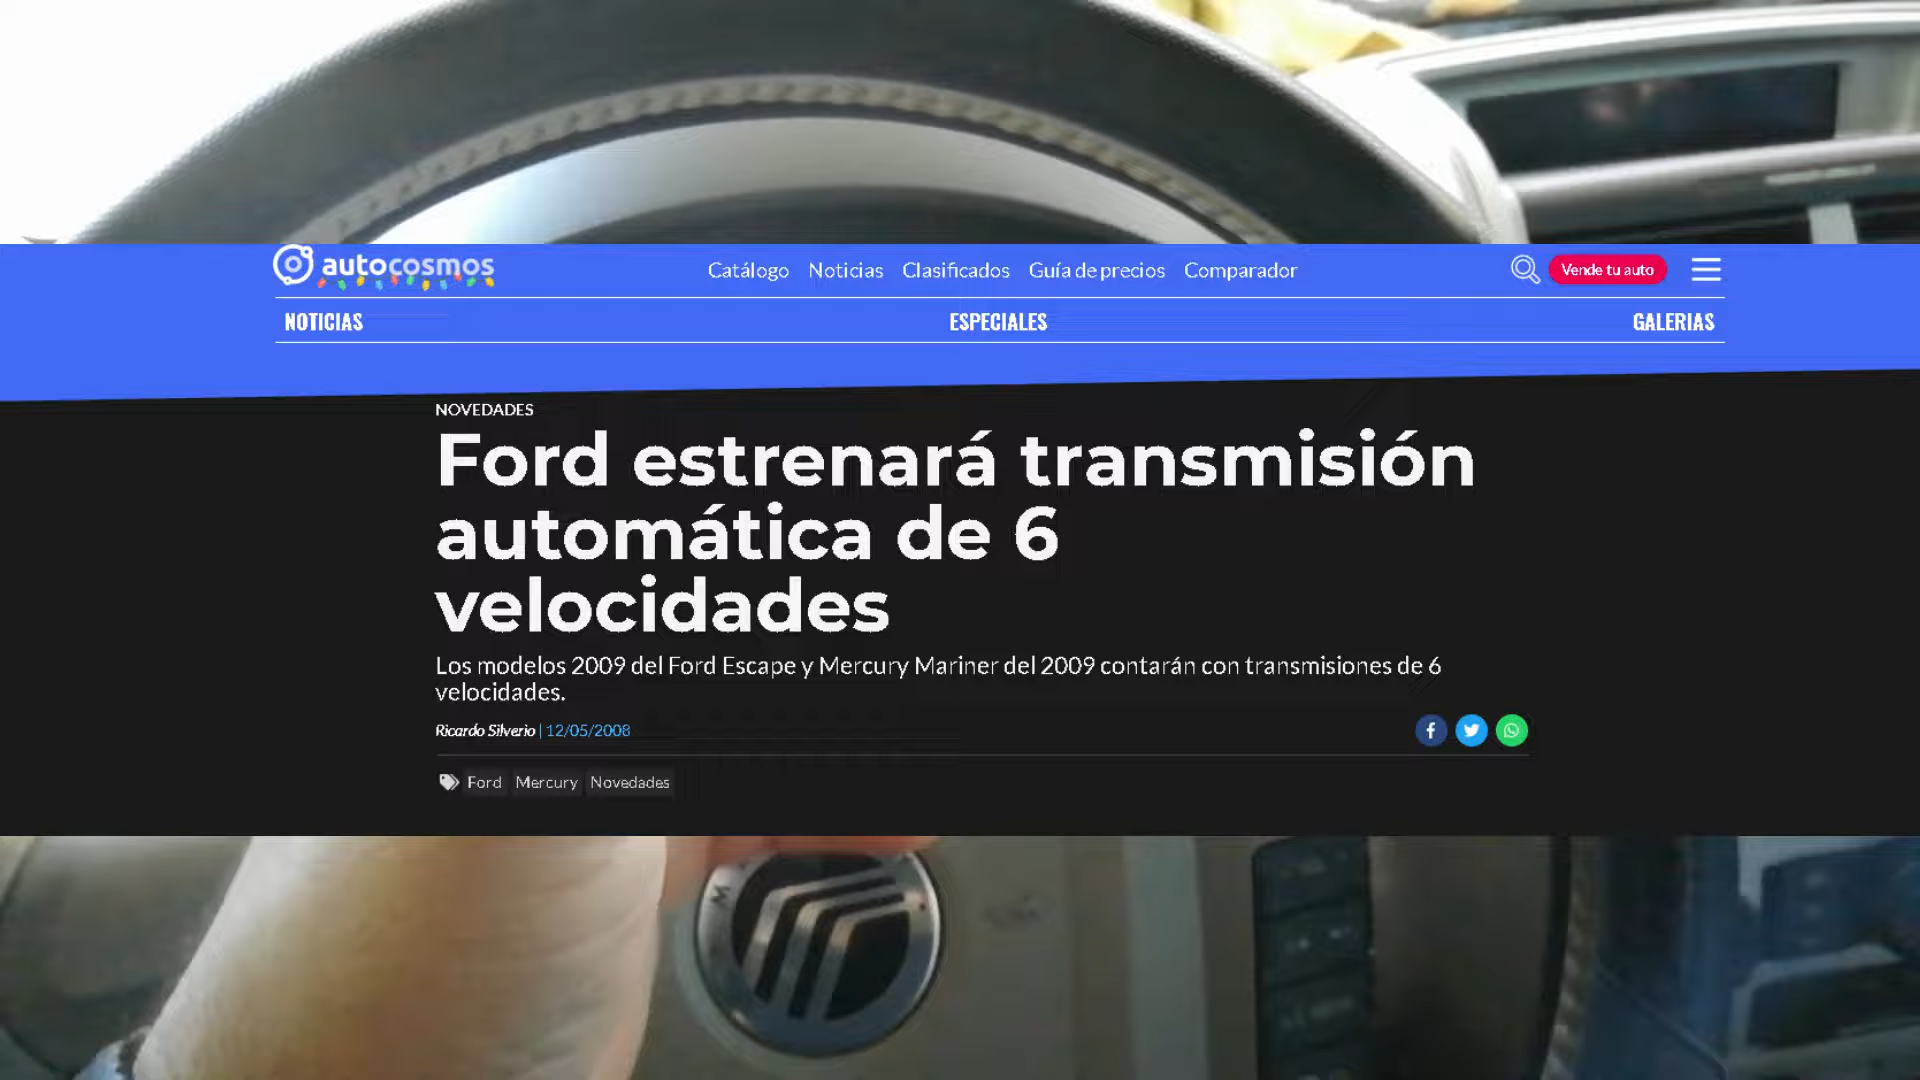 autocosmos
Catálogo Noticias Clasificados Guía de precios Comparador
Vende tu auto
NOTICIAS ESPECIALES GALERIAS
NOVEDADES
Ford estrenará transmisión
automática de 6
velocidades
Los modelos 2009 del Ford Escape y Mercury Mariner del 2009 contarán con transmisiones de 6
velocidades.
Ricardo Silverio | 12/05/2008
Ford Mercury Novedades